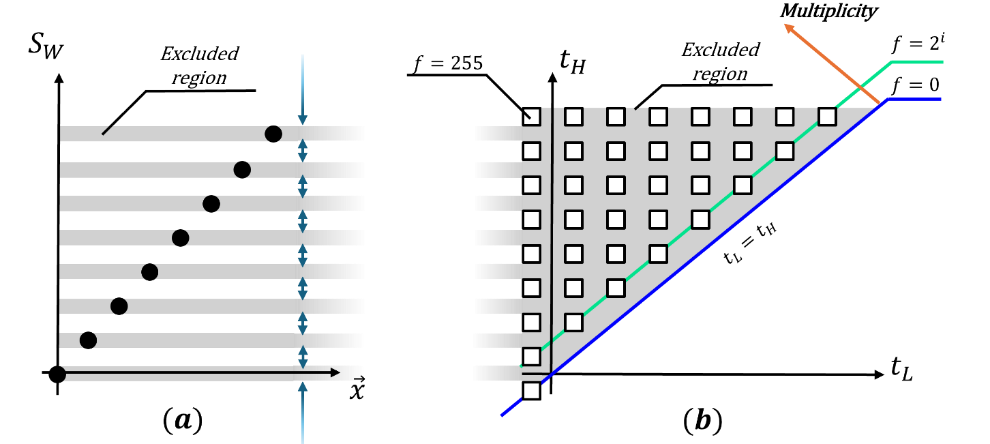 S_W
Excluded
region
x⃗
(a)
Multiplicity
f = 2^i
f = 0
f = 255
t_H
Excluded
region
t_L = t_H
t_L
(b)